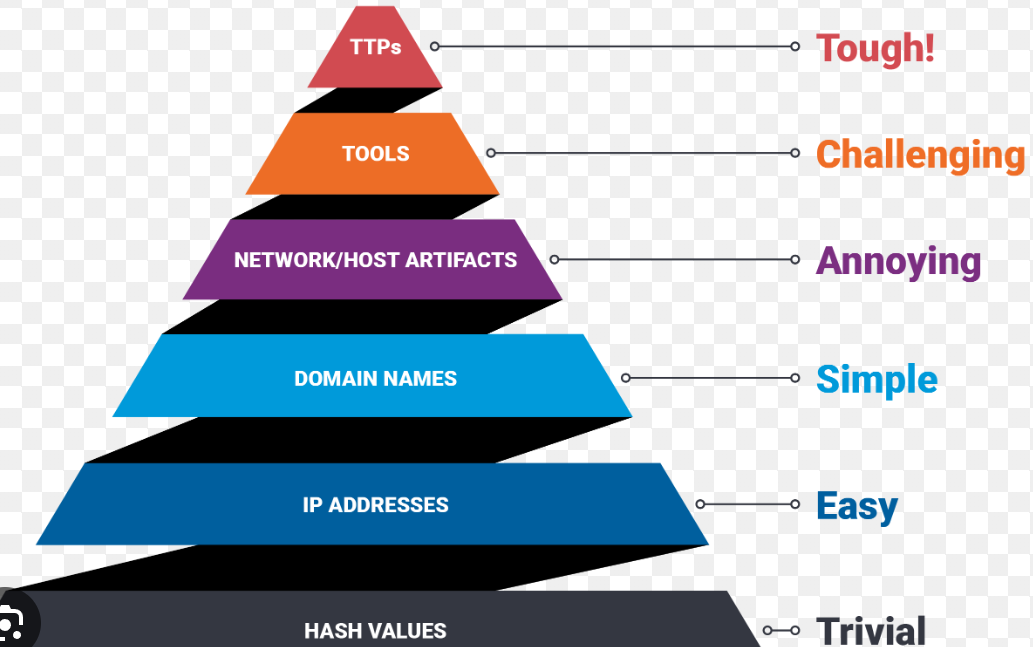 TTPs
Tough!
TOOLS
Challenging
NETWORK/HOST ARTIFACTS
Annoying
DOMAIN NAMES
Simple
IP ADDRESSES
Easy
HASH VALUES
Trivial